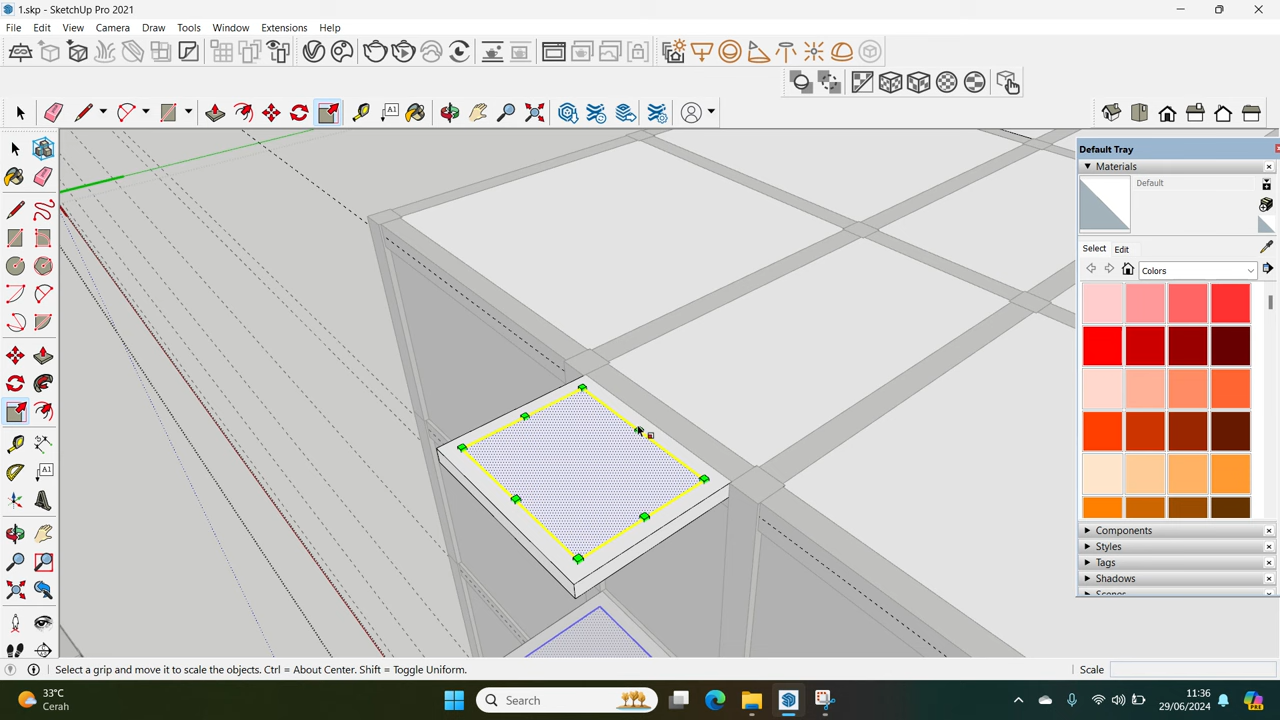 1.skp - SketchUp Pro 2021
File Edit View Camera Draw Tools Window Extensions Help
A1
Default Tray
Materials
Default
Select Edit
Colors
A1
Components
Styles
Tags
Shadows
Select a grip and move it to scale the objects. Ctrl = About Center. Shift = Toggle Uniform.
Scale
33°C
Cerah
Search
11:36
29/06/2024